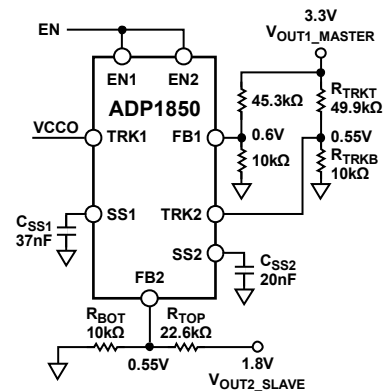 3.3V
VOUT1_MASTER
EN
EN1
EN2
ADP1850
45.3kΩ
RTRKT
49.9kΩ
VCCO
TRK1
FB1
0.6V
0.55V
10kΩ
RTRKB
10kΩ
CSS1
37nF
SS1
TRK2
SS2
CSS2
20nF
FB2
RBOT
10kΩ
RTOP
22.6kΩ
0.55V
1.8V
VOUT2_SLAVE